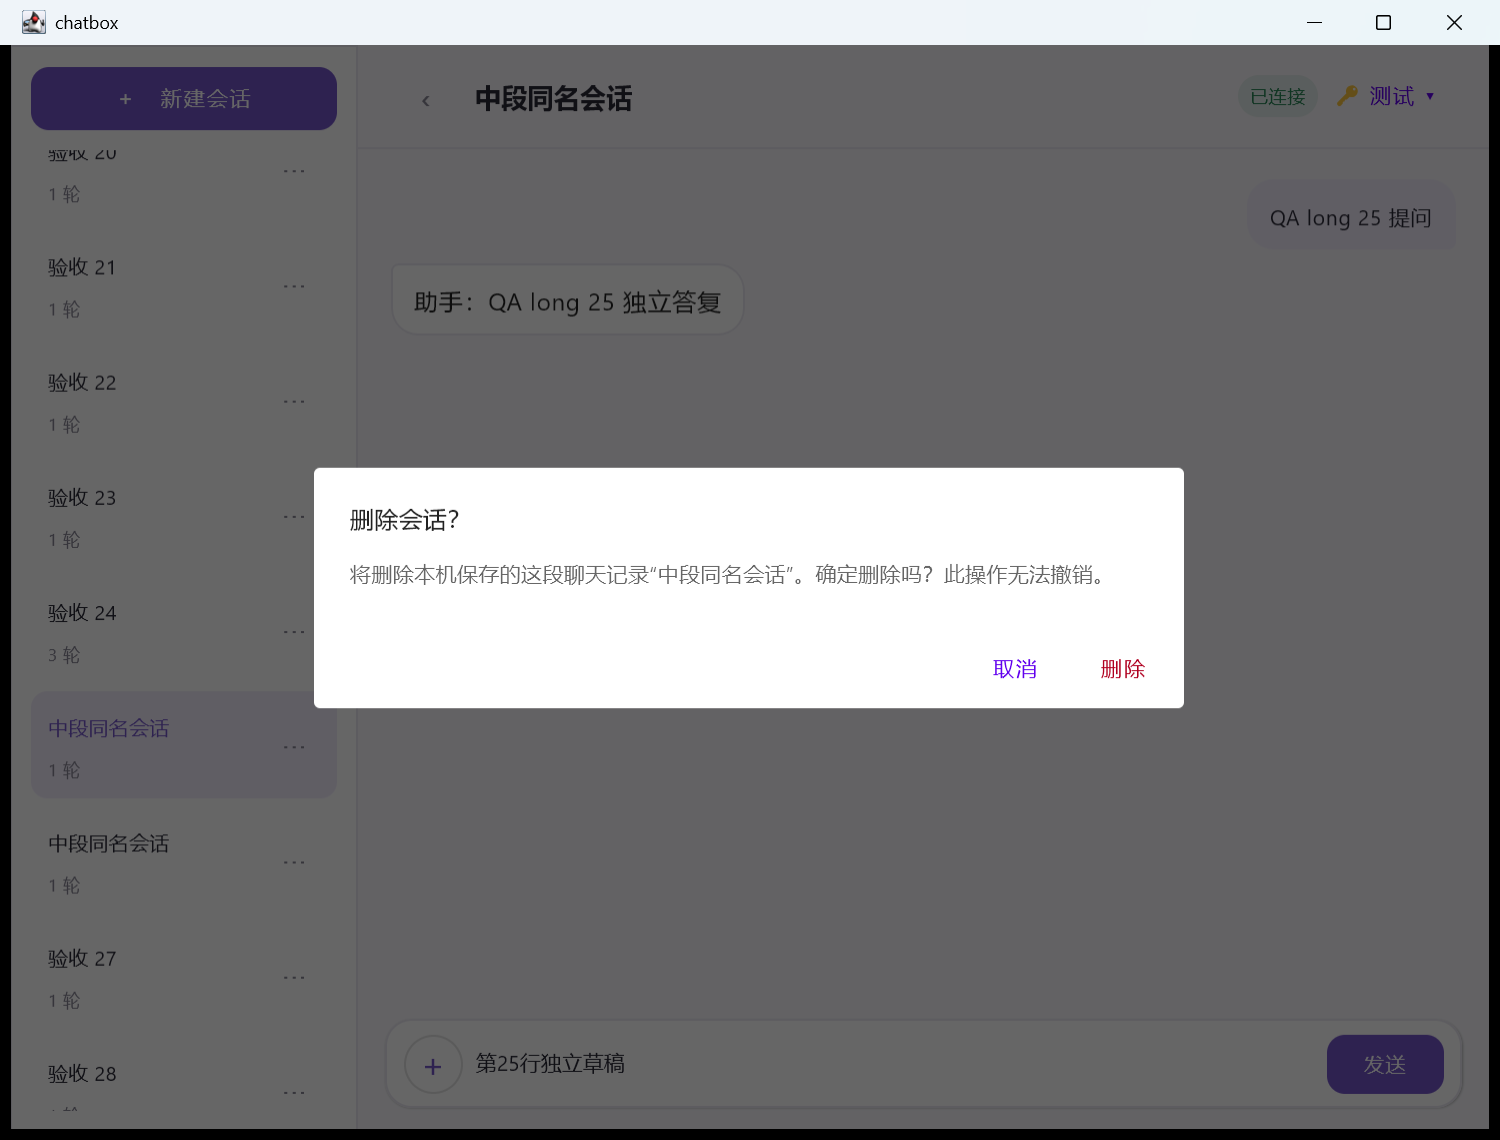 chatbox
+ 新建会话
验收 20
1 轮
验收 21
1 轮
验收 22
1 轮
验收 23
1 轮
验收 24
3 轮
中段同名会话
1 轮
中段同名会话
1 轮
验收 27
1 轮
验收 28
中段同名会话
已连接
测试
QA long 25 提问
助手：QA long 25 独立答复
删除会话？
将删除本机保存的这段聊天记录“中段同名会话”。确定删除吗？此操作无法撤销。
取消
删除
+
第25行独立草稿
发送